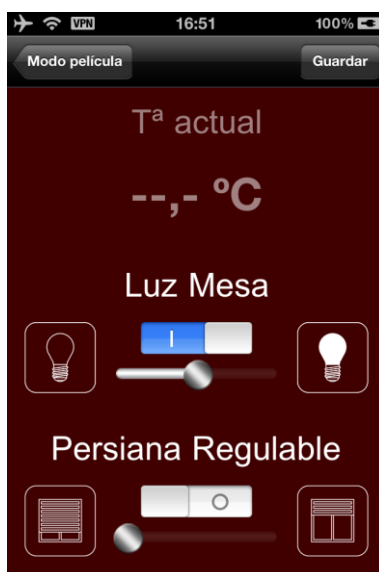 VPN 16:51 100%
Modo película Guardar
Tª actual
--,- ºC
Luz Mesa
Persiana Regulable